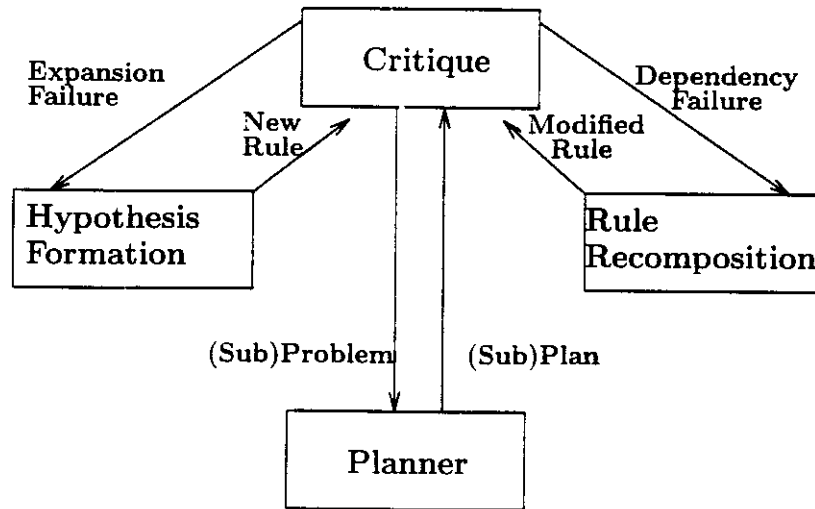 Critique
Expansion
Failure
Dependency
Failure
New
Rule
Modified
Rule
Hypothesis
Formation
Rule
Recomposition
(Sub)Problem
(Sub)Plan
Planner